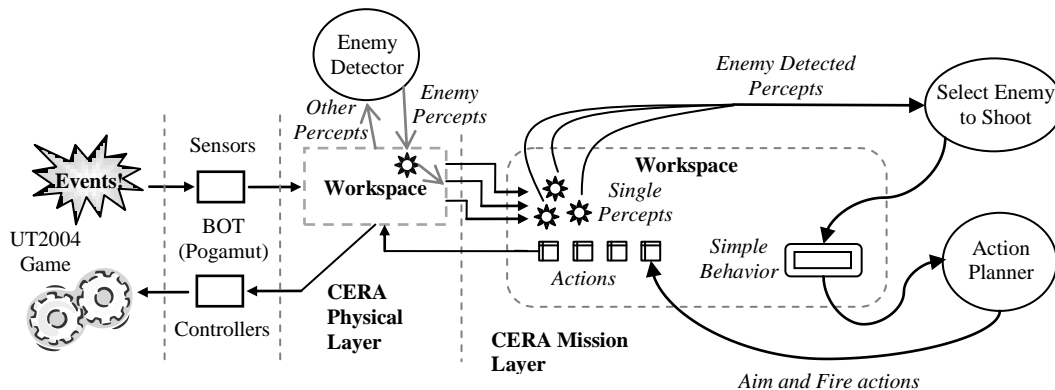 Enemy
Detector
Other
Percepts
Enemy
Percepts
Enemy Detected
Percepts
Select Enemy
to Shoot
Sensors
Events!
Workspace
Workspace
Single
Percepts
BOT
(Pogamut)
UT2004
Game
Simple
Behavior
Action
Planner
Actions
Controllers
CERA
Physical
Layer
CERA Mission
Layer
Aim and Fire actions